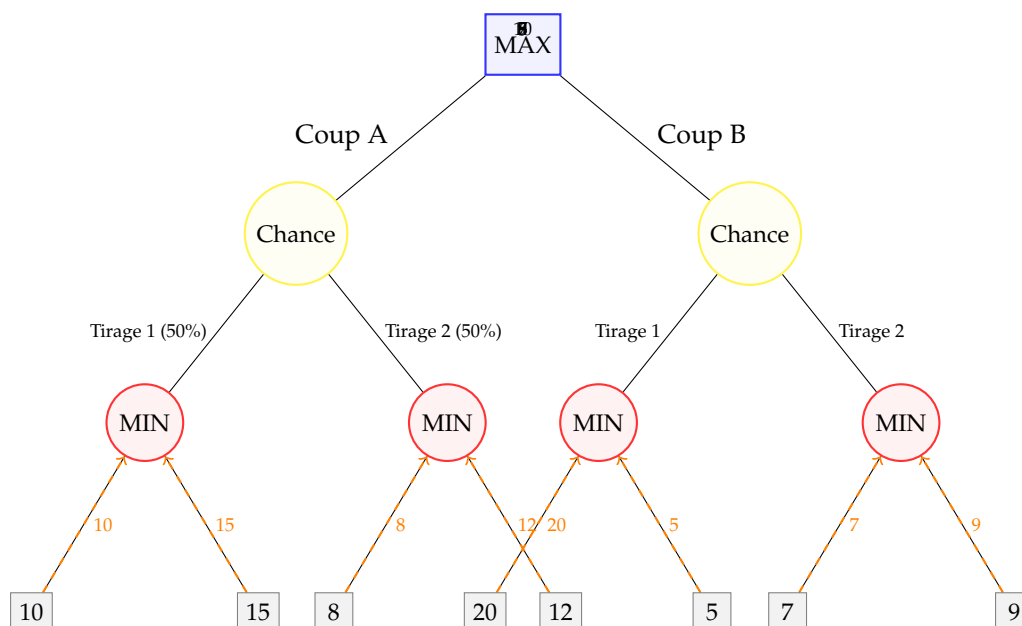 MAX
Coup A
Coup B
Chance
Chance
Tirage 1 (50%)
Tirage 2 (50%)
Tirage 1
Tirage 2
MIN
MIN
MIN
MIN
10
15
8
12
20
5
7
9
10
15
8
20
12
5
7
9